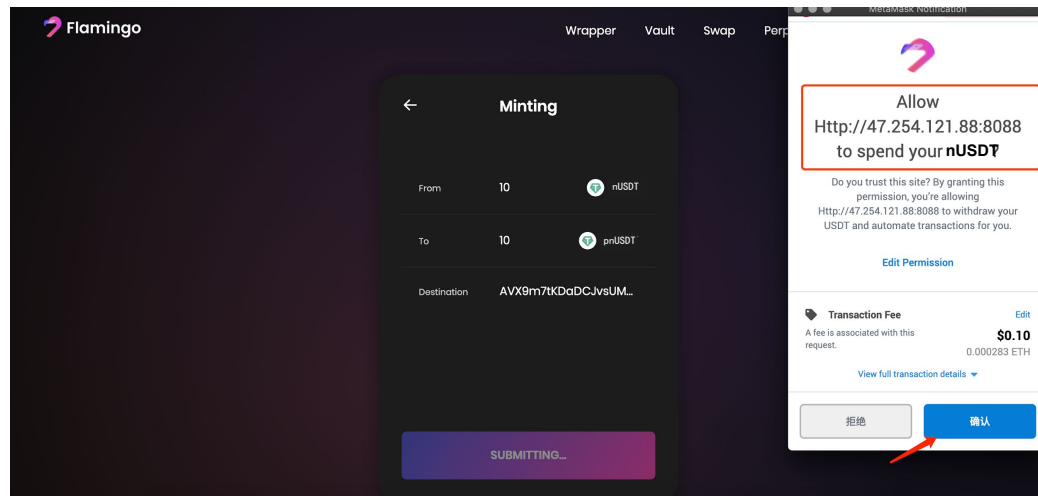 Flamingo
Wrapper Vault Swap Perp
MetaMask Notification
Minting
From 10 nUSDT
To 10 pnUSDT
Destination AVX9m7tKDaDCJvsUM...
SUBMITTING...
Allow
Http://47.254.121.88:8088
to spend your nUSDT?
Do you trust this site? By granting this
permission, you're allowing
Http://47.254.121.88:8088 to withdraw your
USDT and automate transactions for you.
Edit Permission
Transaction Fee Edit
A fee is associated with this
request.
$0.10
0.000283 ETH
View full transaction details
拒绝 确认